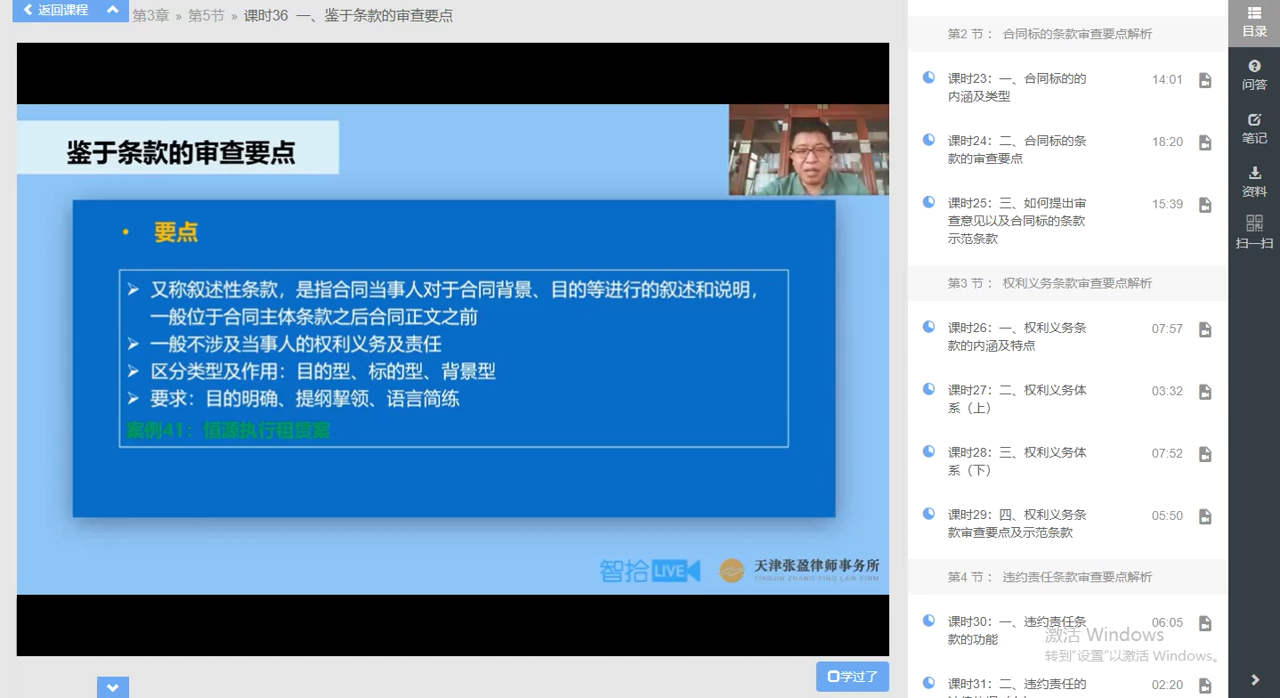 返回课程
第3章 » 第5节 » 课时36 一、鉴于条款的审查要点
鉴于条款的审查要点
• 要点
➢ 又称叙述性条款，是指合同当事人对于合同背景、目的等进行的叙述和说明，
一般位于合同主体条款之后合同正文之前
➢ 一般不涉及当事人的权利义务及责任
➢ 区分类型及作用：目的型、标的型、背景型
➢ 要求：目的明确、提纲挈领、语言简练
案例41：恒源执行租赁案
智拾LIVE
天津张盈律师事务所
TIANJIN ZHANG YING LAW FIRM
学过了
第2 节： 合同标的条款审查要点解析
课时23：一、合同标的的
内涵及类型
14:01
课时24：二、合同标的条
款的审查要点
18:20
课时25：三、如何提出审
查意见以及合同标的条款
示范条款
15:39
第3 节： 权利义务条款审查要点解析
课时26：一、权利义务条
款的内涵及特点
07:57
课时27：二、权利义务体
系（上）
03:32
课时28：三、权利义务体
系（下）
07:52
课时29：四、权利义务条
款审查要点及示范条款
05:50
第4 节： 违约责任条款审查要点解析
课时30：一、违约责任条
款的功能
06:05
课时31：二、违约责任的
02:20
激活 Windows
转到"设置"以激活 Windows。
目录
问答
笔记
资料
扫一扫